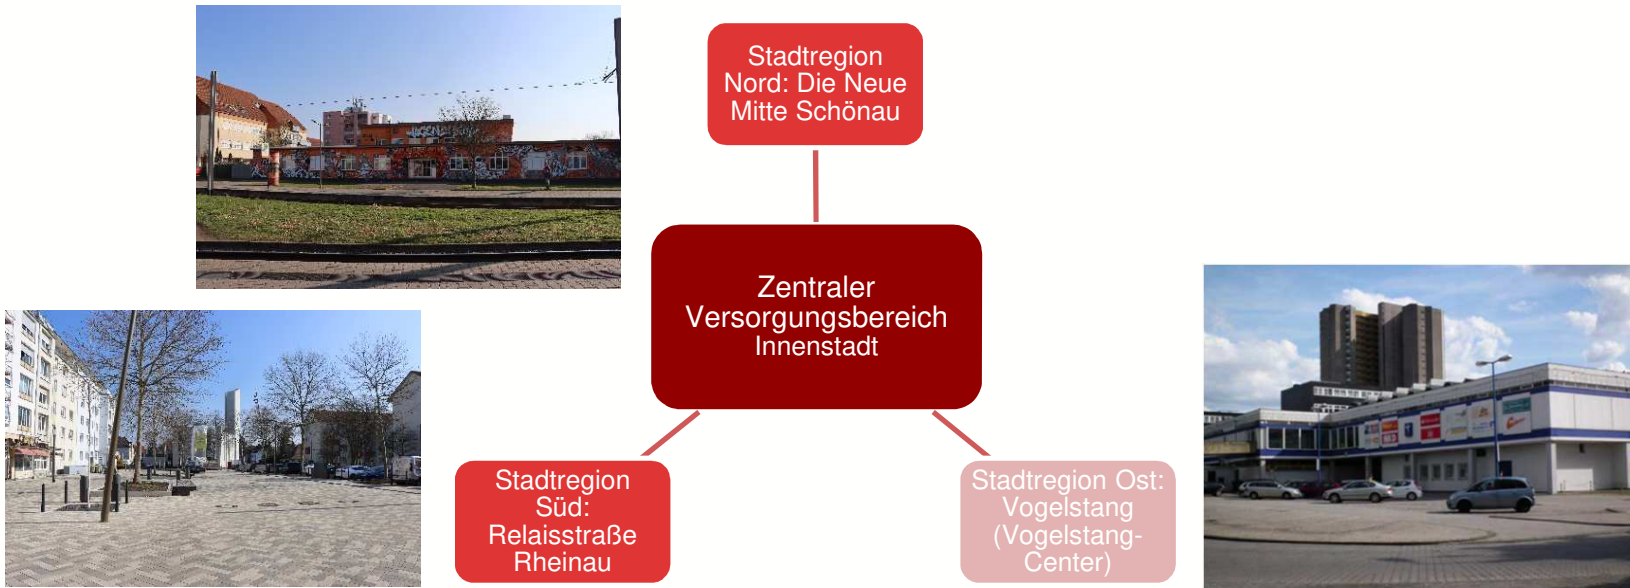 Stadtregion
Nord: Die Neue
Mitte Schönau
Zentraler
Versorgungsbereich
Innenstadt
Stadtregion
Süd:
Relaisstraße
Rheinau
Stadtregion Ost:
Vogelstang
(Vogelstang-
Center)